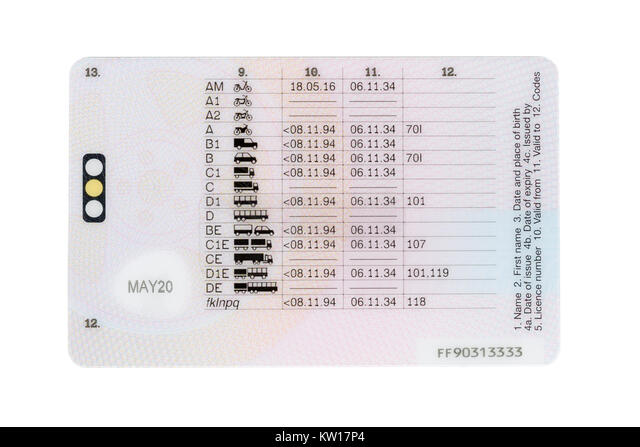 13. 9. 10. 11. 12.
AM 18.05.16 06.11.34
A1
A2
A <08.11.94 06.11.34 70I
B1 <08.11.94 06.11.34
B <08.11.94 06.11.34 70I
C1 <08.11.94 06.11.34
C
D1 <08.11.94 06.11.34 101
D
BE <08.11.94 06.11.34
C1E <08.11.94 06.11.34 107
CE
D1E <08.11.94 06.11.34 101,119
DE
fklnpq <08.11.94 06.11.34 118
MAY20
12.
FF90313333
1. Name 2. First name 3. Date and place of birth
4a. Date of issue 4b. Date of expiry 4c. Issued by
5. Licence number 10. Valid from 11. Valid to 12. Codes
alamy stock photo
KW17P4